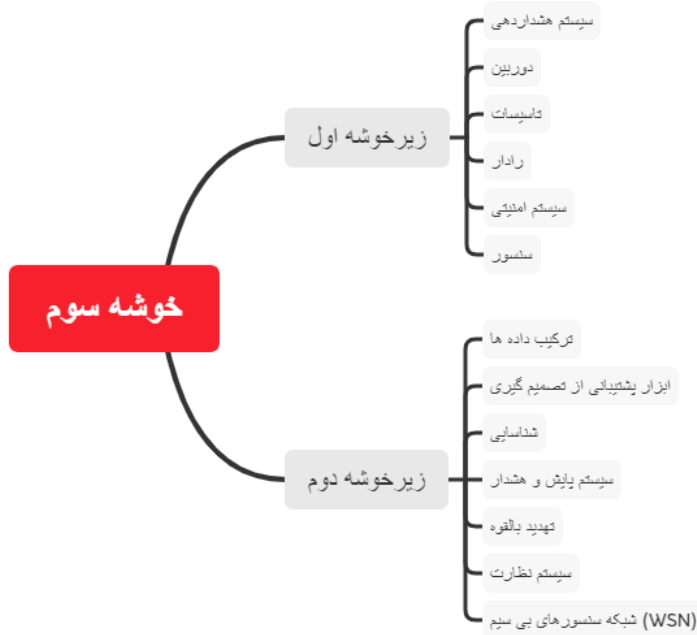 خوشه سوم
زیرخوشه اول
سیستم هشداردهی
دوربین
تاسیسات
رادار
سیستم امنیتی
سنسور
زیرخوشه دوم
ترکیب داده ها
ابزار پشتیبانی از تصمیم گیری
شناسایی
سیستم پایش و هشدار
تهدید بالقوه
سیستم نظارت
شبکه سنسورهای بی سیم (WSN)